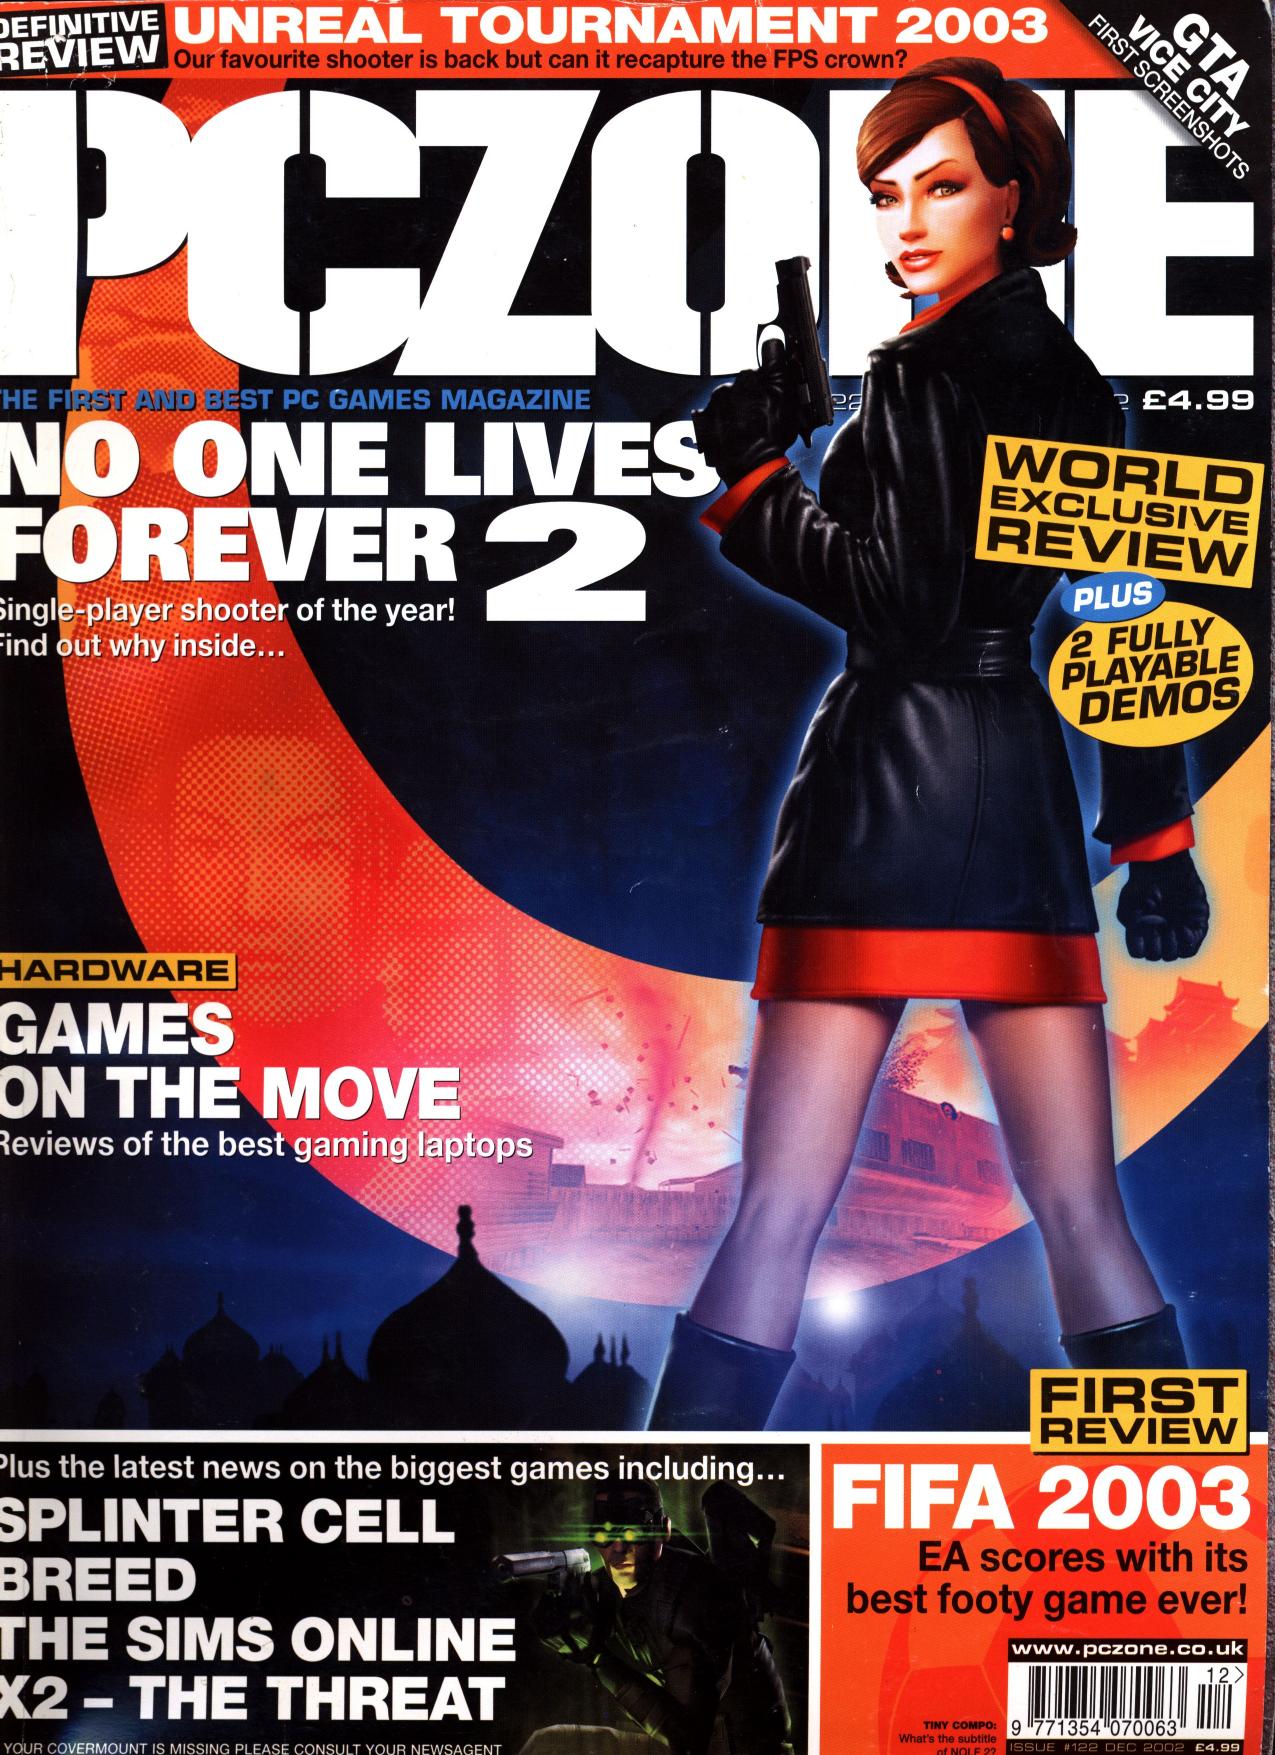 DEFINITIVE
REVIEW
UNREAL TOURNAMENT 2003
Our favourite shooter is back but can it recapture the FPS crown?
GTA
VICE CITY
FIRST SCREENSHOTS
PCZONE
THE FIRST AND BEST PC GAMES MAGAZINE
£4.99
NO ONE LIVES
FOREVER 2
Single-player shooter of the year!
Find out why inside...
WORLD
EXCLUSIVE
REVIEW
PLUS
2 FULLY
PLAYABLE
DEMOS
HARDWARE
GAMES
ON THE MOVE
Reviews of the best gaming laptops
Plus the latest news on the biggest games including...
SPLINTER CELL
BREED
THE SIMS ONLINE
X2 – THE THREAT
YOUR COVERMOUNT IS MISSING PLEASE CONSULT YOUR NEWSAGENT
FIRST
REVIEW
FIFA 2003
EA scores with its
best footy game ever!
www.pczone.co.uk
12>
9 771354 070063
ISSUE #122 DEC 2002 £4.99
TINY COMPO:
What's the subtitle
of NOLF 2?